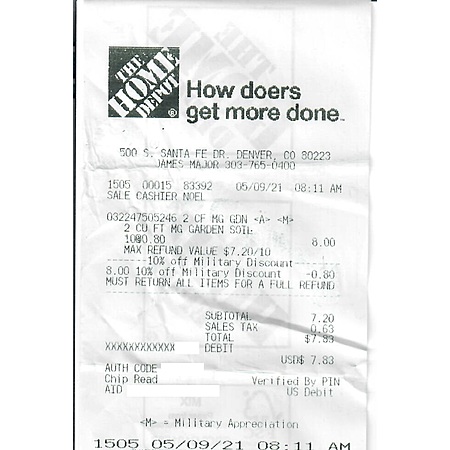 THE
HOME
DEPOT
How doers
get more done.
500 S. SANTA FE DR. DENVER, CO 80223
JAMES MAJOR 303-765-0400
1505 00015 83392 05/09/21 08:11 AM
SALE CASHIER NOEL
032247505246 2 CF MG GDN <A> <M>
2 CU FT MG GARDEN SOIL
10@0.80 8.00
MAX REFUND VALUE $7.20/10
10% off Military Discount
8.00 10% off Military Discount -0.80
MUST RETURN ALL ITEMS FOR A FULL REFUND
SUBTOTAL 7.20
SALES TAX 0.63
TOTAL $7.83
XXXXXXXXXXXX DEBIT
USD$ 7.83
AUTH CODE
Chip Read Verified By PIN
AID US Debit
<M> = Military Appreciation
1505 05/09/21 08:11 AM